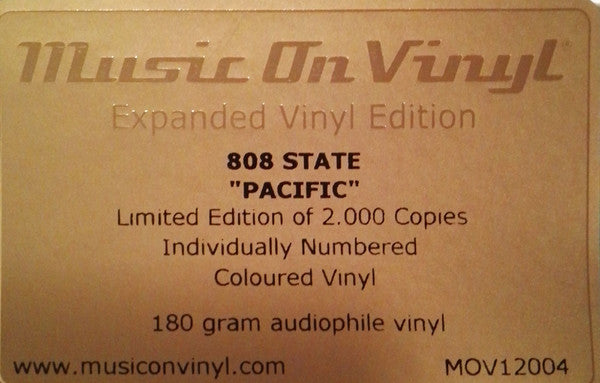 Music On Vinyl®
Expanded Vinyl Edition
808 STATE
"PACIFIC"
Limited Edition of 2.000 Copies
Individually Numbered
Coloured Vinyl
180 gram audiophile vinyl
www.musiconvinyl.com MOV12004